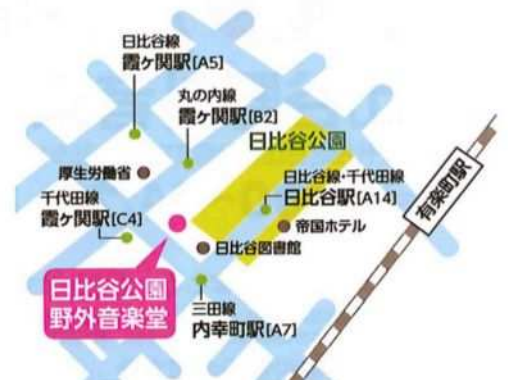 日比谷線
霞ヶ関駅[A5]
丸の内線
霞ヶ関駅[B2]
日比谷公園
厚生労働省
日比谷線・千代田線
日比谷駅[A14]
千代田線
霞ヶ関駅[C4]
帝国ホテル
有楽町駅
日比谷図書館
日比谷公園
野外音楽堂
三田線
内幸町駅[A7]